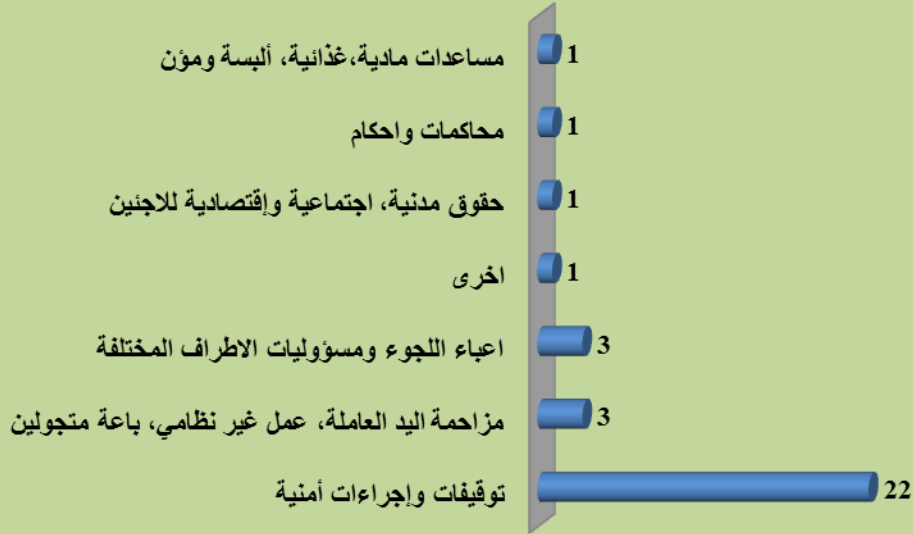 مساعدات مادية،غذائية، ألبسة ومؤن 1
محاكمات واحكام 1
حقوق مدنية، اجتماعية وإقتصادية للاجئين 1
اخرى 1
اعباء اللجوء ومسؤوليات الاطراف المختلفة 3
مزاحمة اليد العاملة، عمل غير نظامي، باعة متجولين 3
توقيفات وإجراءات أمنية 22